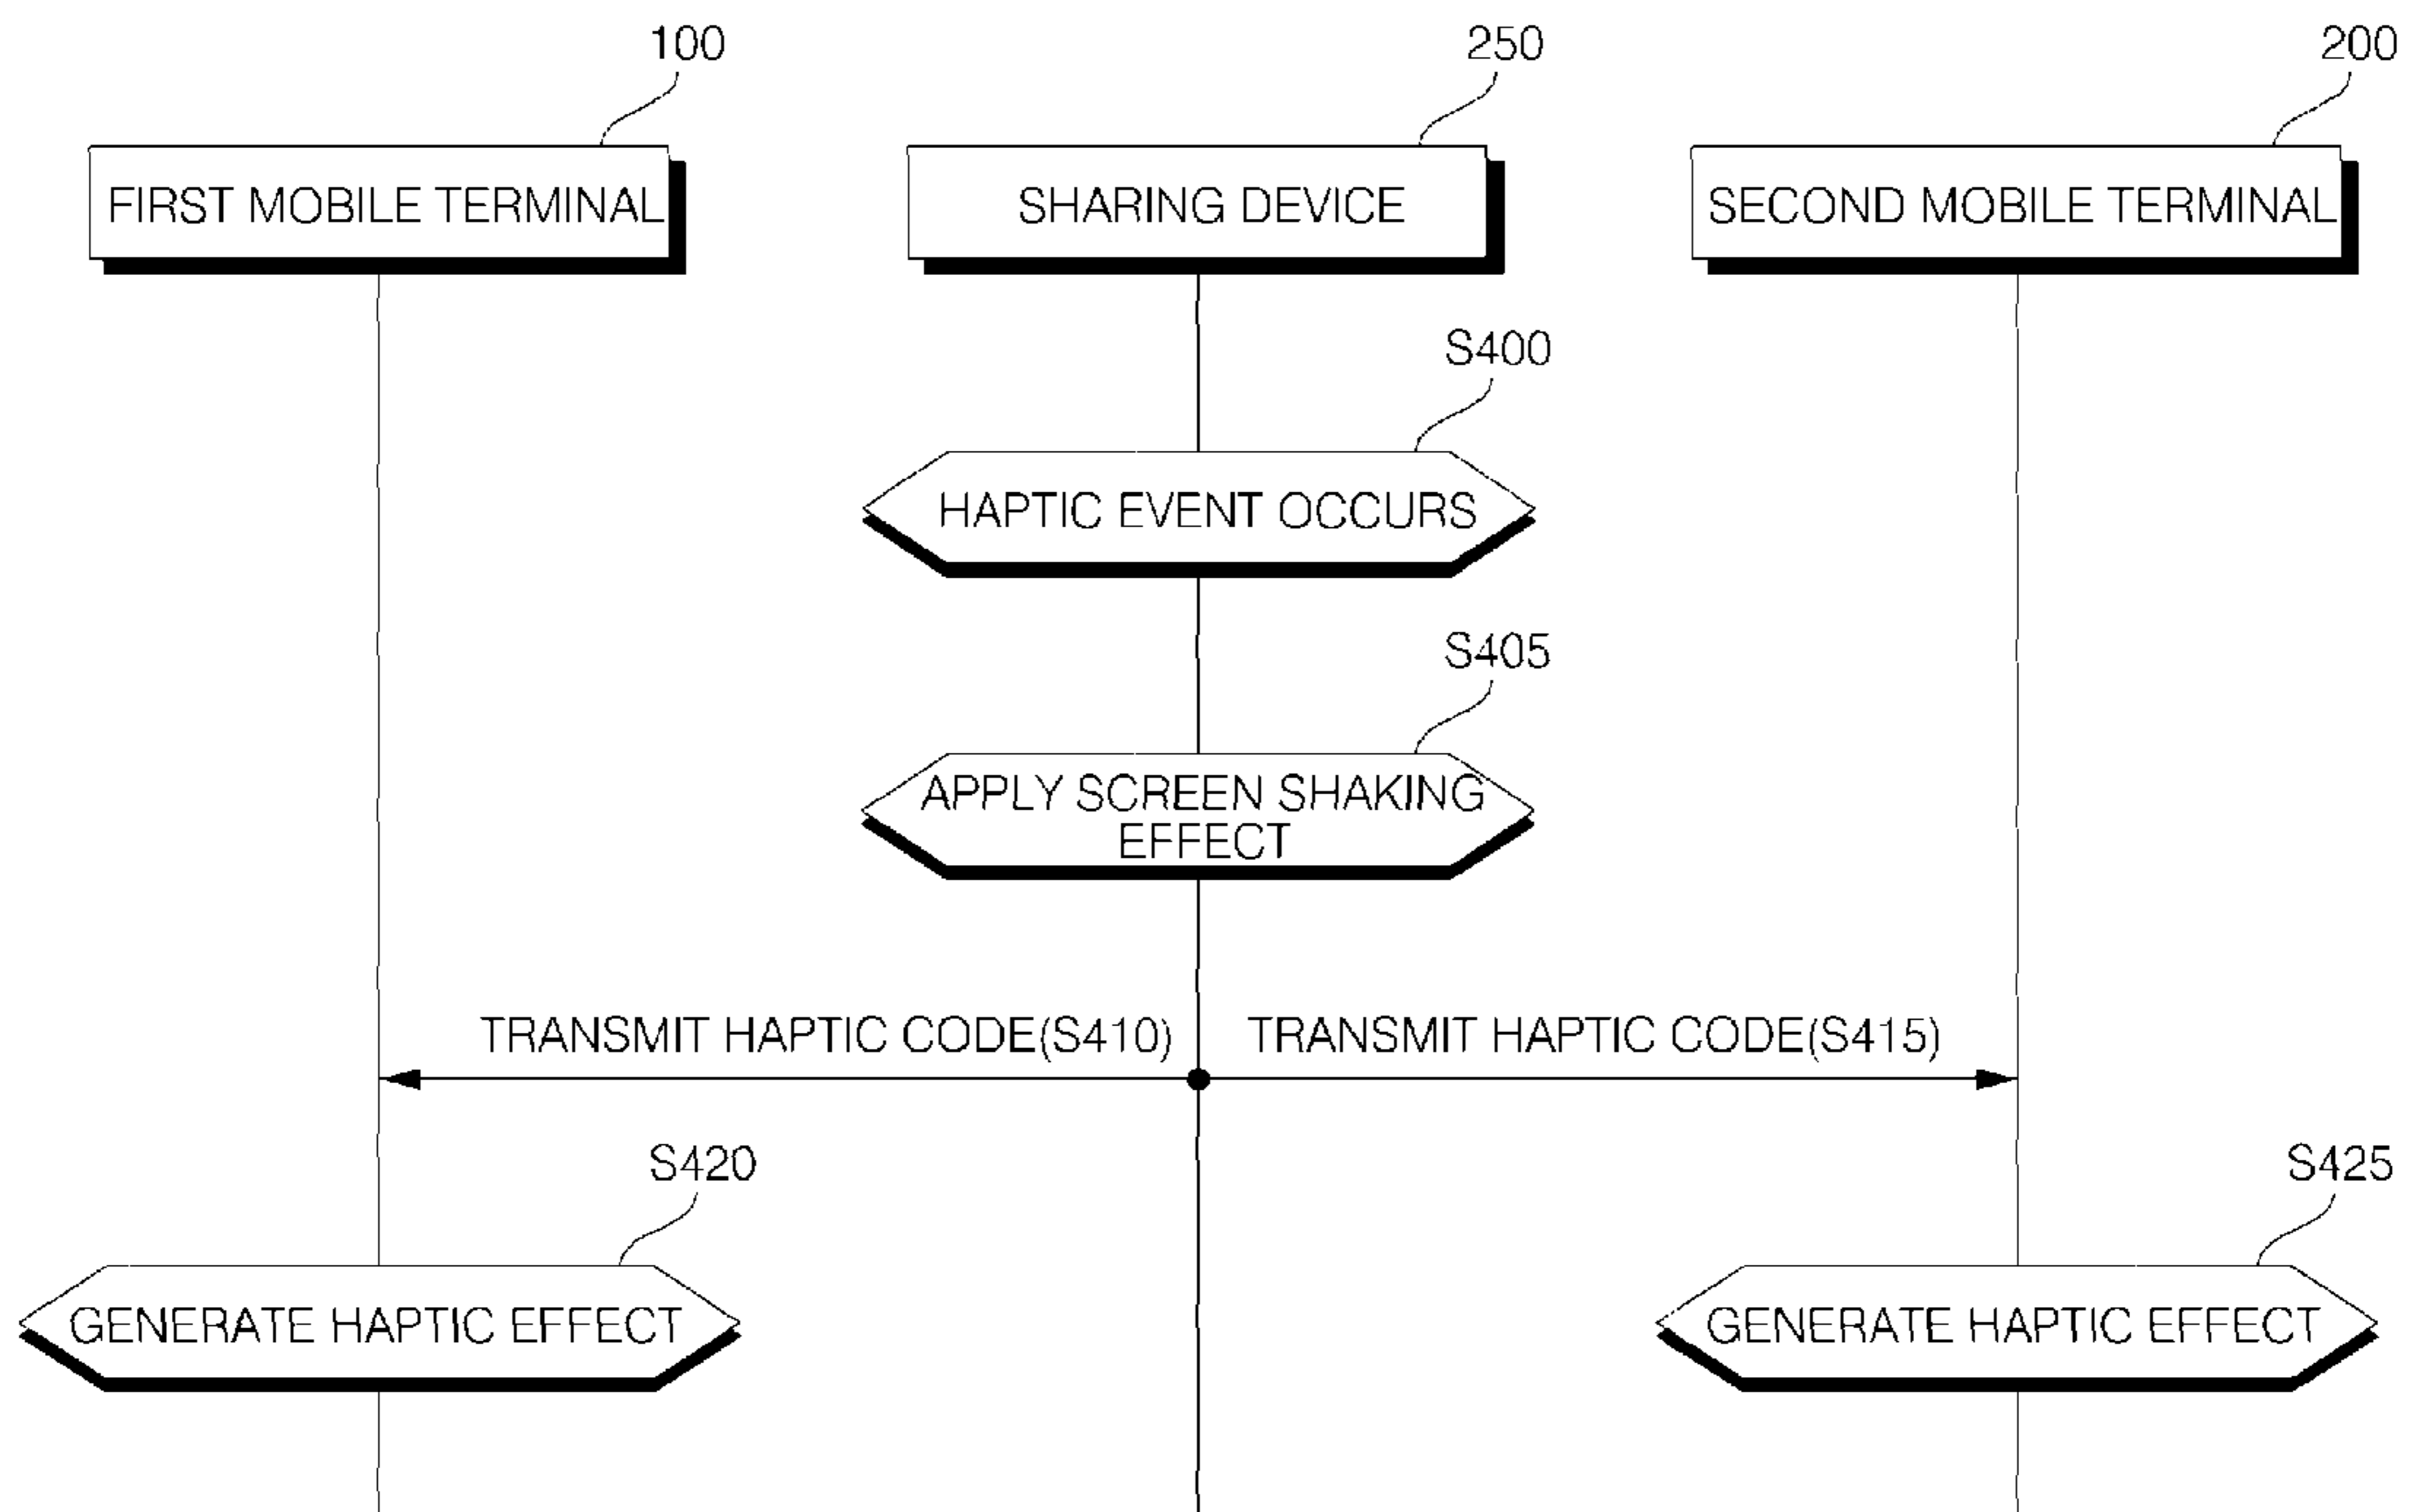 100
250
200
FIRST MOBILE TERMINAL
SHARING DEVICE
SECOND MOBILE TERMINAL
S400
HAPTIC EVENT OCCURS
S405
APPLY SCREEN SHAKING
EFFECT
TRANSMIT HAPTIC CODE(S410)
TRANSMIT HAPTIC CODE(S415)
S420
S425
GENERATE HAPTIC EFFECT
GENERATE HAPTIC EFFECT